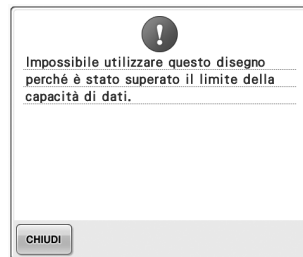 Impossibile utilizzare questo disegno
perché è stato superato il limite della
capacità di dati.
CHIUDI